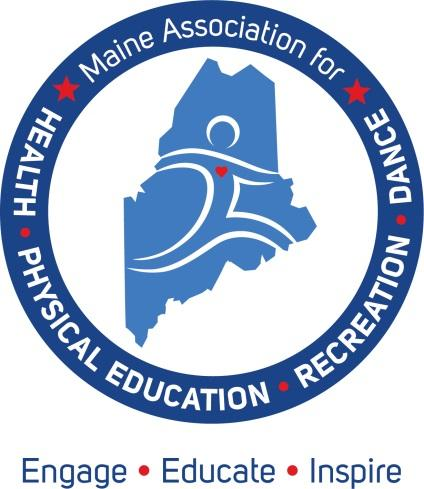 Maine Association for
HEALTH • PHYSICAL EDUCATION • RECREATION • DANCE
Engage • Educate • Inspire